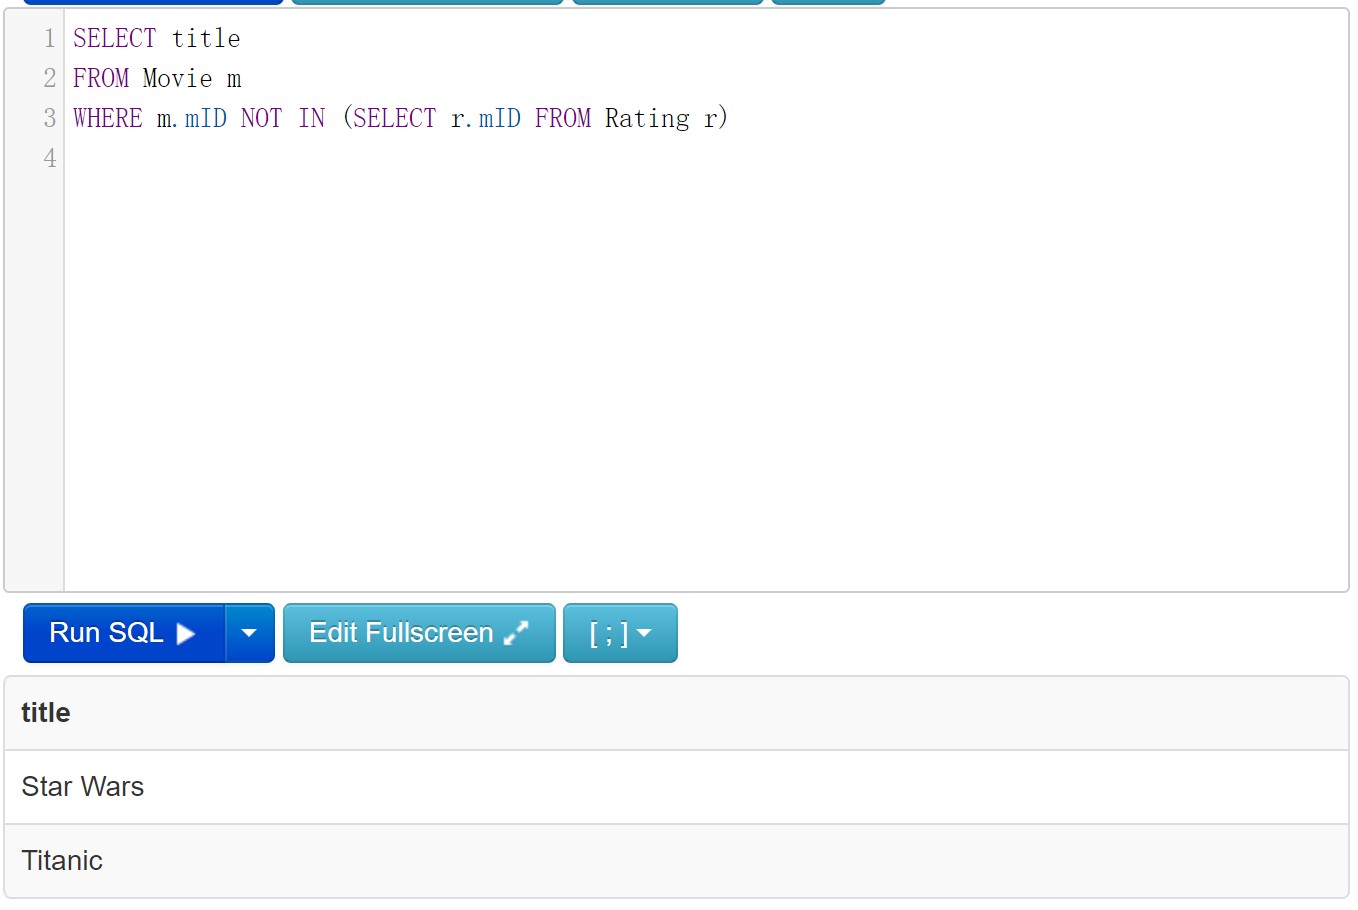 1 SELECT title
2 FROM Movie m
3 WHERE m.mID NOT IN (SELECT r.mID FROM Rating r)
4
Run SQL Edit Fullscreen [ ; ]
title
Star Wars
Titanic